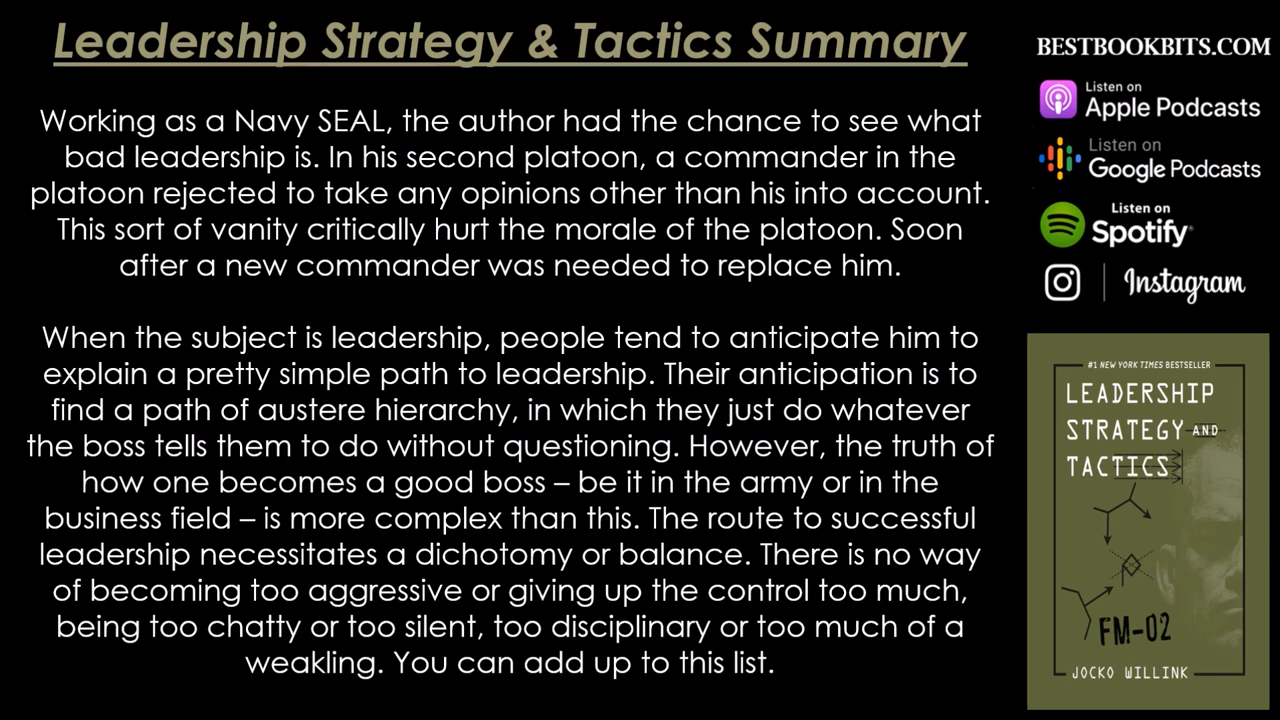 Leadership Strategy & Tactics Summary
Working as a Navy SEAL, the author had the chance to see what
bad leadership is. In his second platoon, a commander in the
platoon rejected to take any opinions other than his into account.
This sort of vanity critically hurt the morale of the platoon. Soon
after a new commander was needed to replace him.
When the subject is leadership, people tend to anticipate him to
explain a pretty simple path to leadership. Their anticipation is to
find a path of austere hierarchy, in which they just do whatever
the boss tells them to do without questioning. However, the truth of
how one becomes a good boss – be it in the army or in the
business field – is more complex than this. The route to successful
leadership necessitates a dichotomy or balance. There is no way
of becoming too aggressive or giving up the control too much,
being too chatty or too silent, too disciplinary or too much of a
weakling. You can add up to this list.
BESTBOOKBITS.COM
Listen on
Apple Podcasts
Listen on
Google Podcasts
Listen on
Spotify
Instagram
#1 NEW YORK TIMES BESTSELLER
LEADERSHIP
STRATEGY AND
TACTICS
FM-02
JOCKO WILLINK